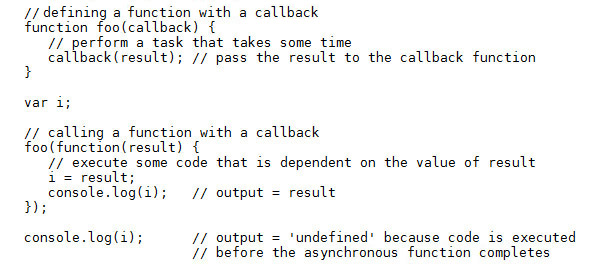 // defining a function with a callback
function foo(callback) {
   // perform a task that takes some time
   callback(result); // pass the result to the callback function
}

var i;

// calling a function with a callback
foo(function(result) {
   // execute some code that is dependent on the value of result
   i = result;
   console.log(i);   // output = result
});

console.log(i);      // output = 'undefined' because code is executed
                     // before the asynchronous function completes